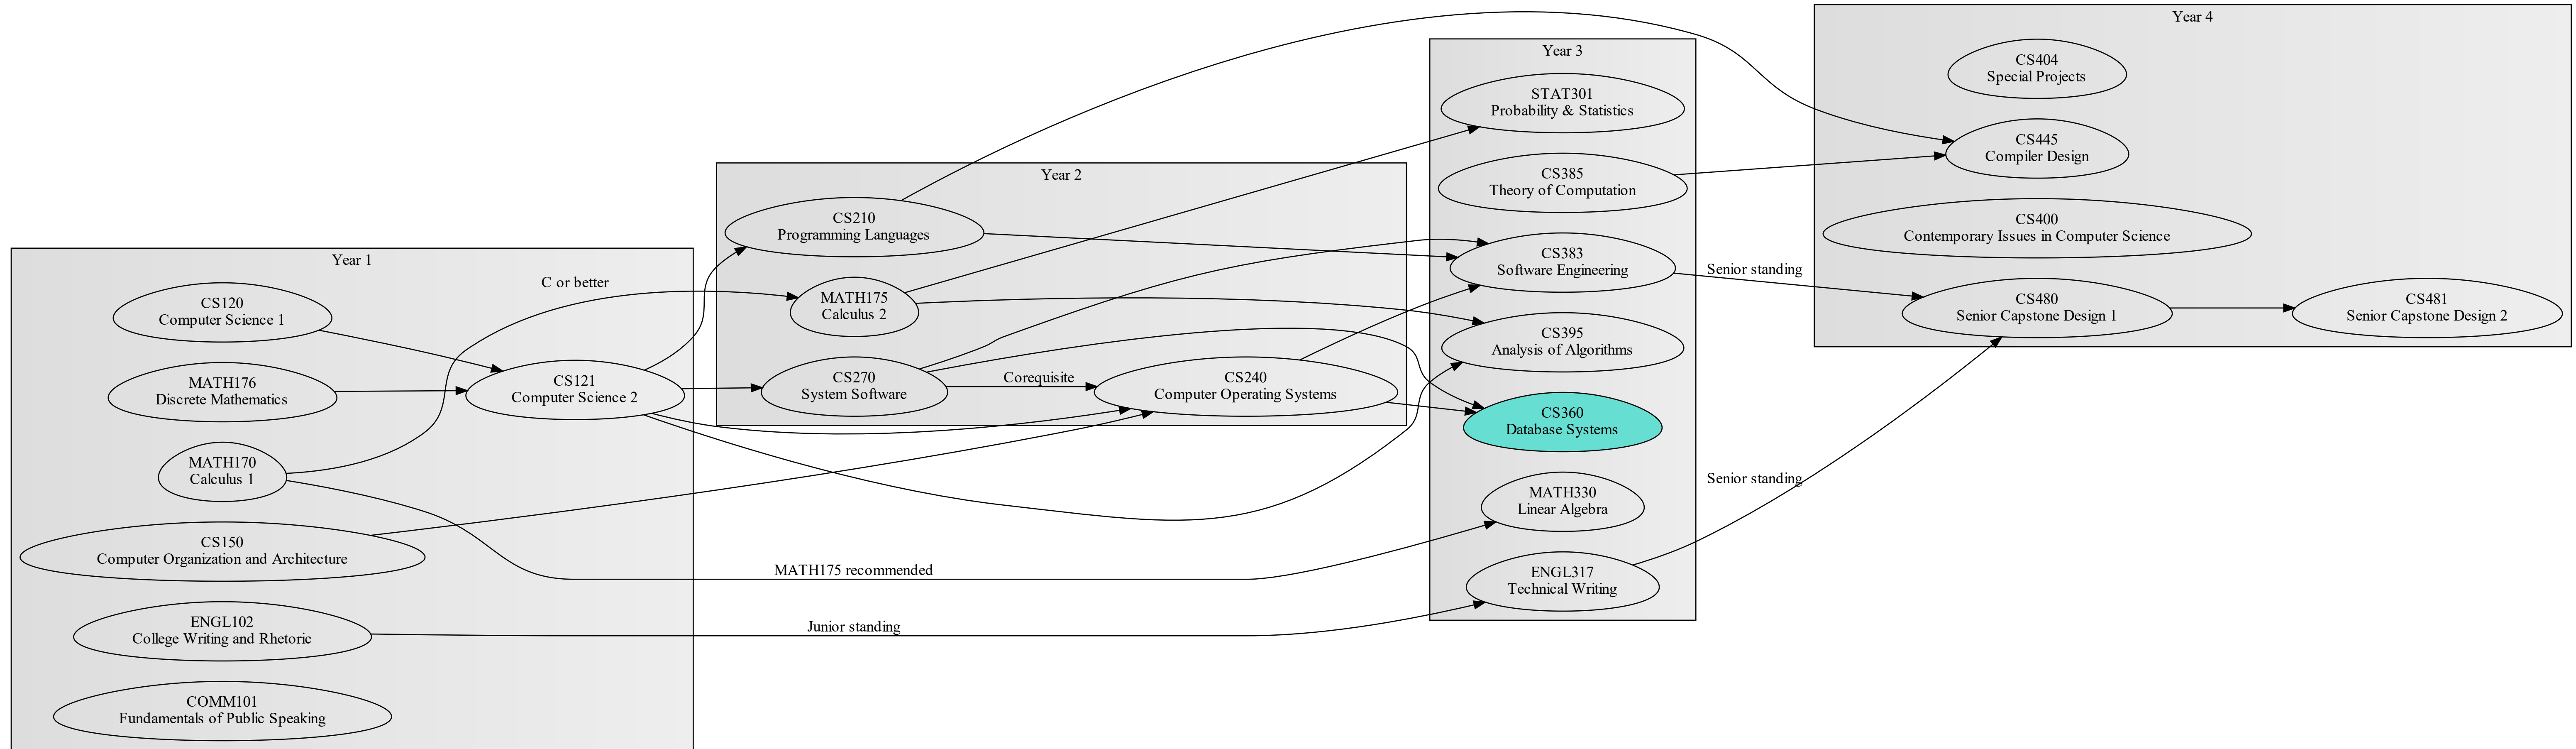 Year 1
CS120
Computer Science 1
MATH176
Discrete Mathematics
MATH170
Calculus 1
CS150
Computer Organization and Architecture
ENGL102
College Writing and Rhetoric
COMM101
Fundamentals of Public Speaking
CS121
Computer Science 2
C or better
Year 2
CS210
Programming Languages
MATH175
Calculus 2
CS270
System Software
Corequisite
CS240
Computer Operating Systems
MATH175 recommended
Junior standing
Year 3
STAT301
Probability & Statistics
CS385
Theory of Computation
CS383
Software Engineering
CS395
Analysis of Algorithms
CS360
Database Systems
MATH330
Linear Algebra
ENGL317
Technical Writing
Senior standing
Senior standing
Year 4
CS404
Special Projects
CS445
Compiler Design
CS400
Contemporary Issues in Computer Science
CS480
Senior Capstone Design 1
CS481
Senior Capstone Design 2